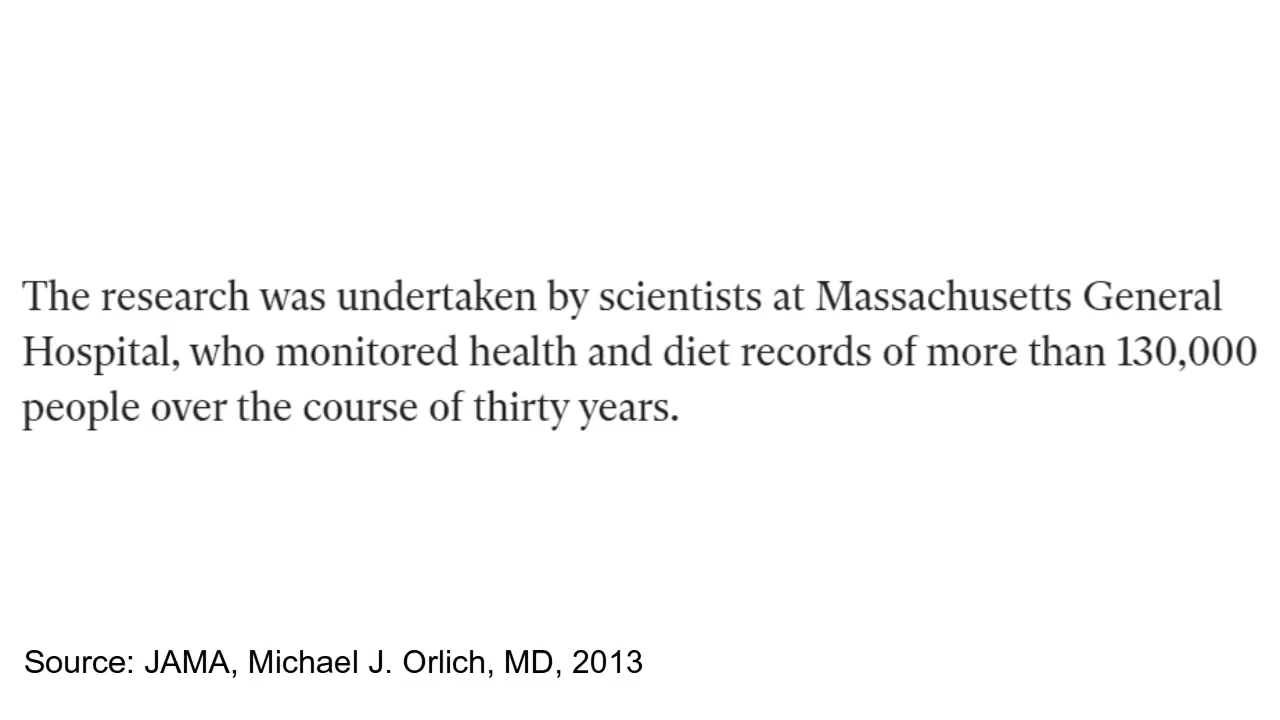 The research was undertaken by scientists at Massachusetts General
Hospital, who monitored health and diet records of more than 130,000
people over the course of thirty years.
Source: JAMA, Michael J. Orlich, MD, 2013